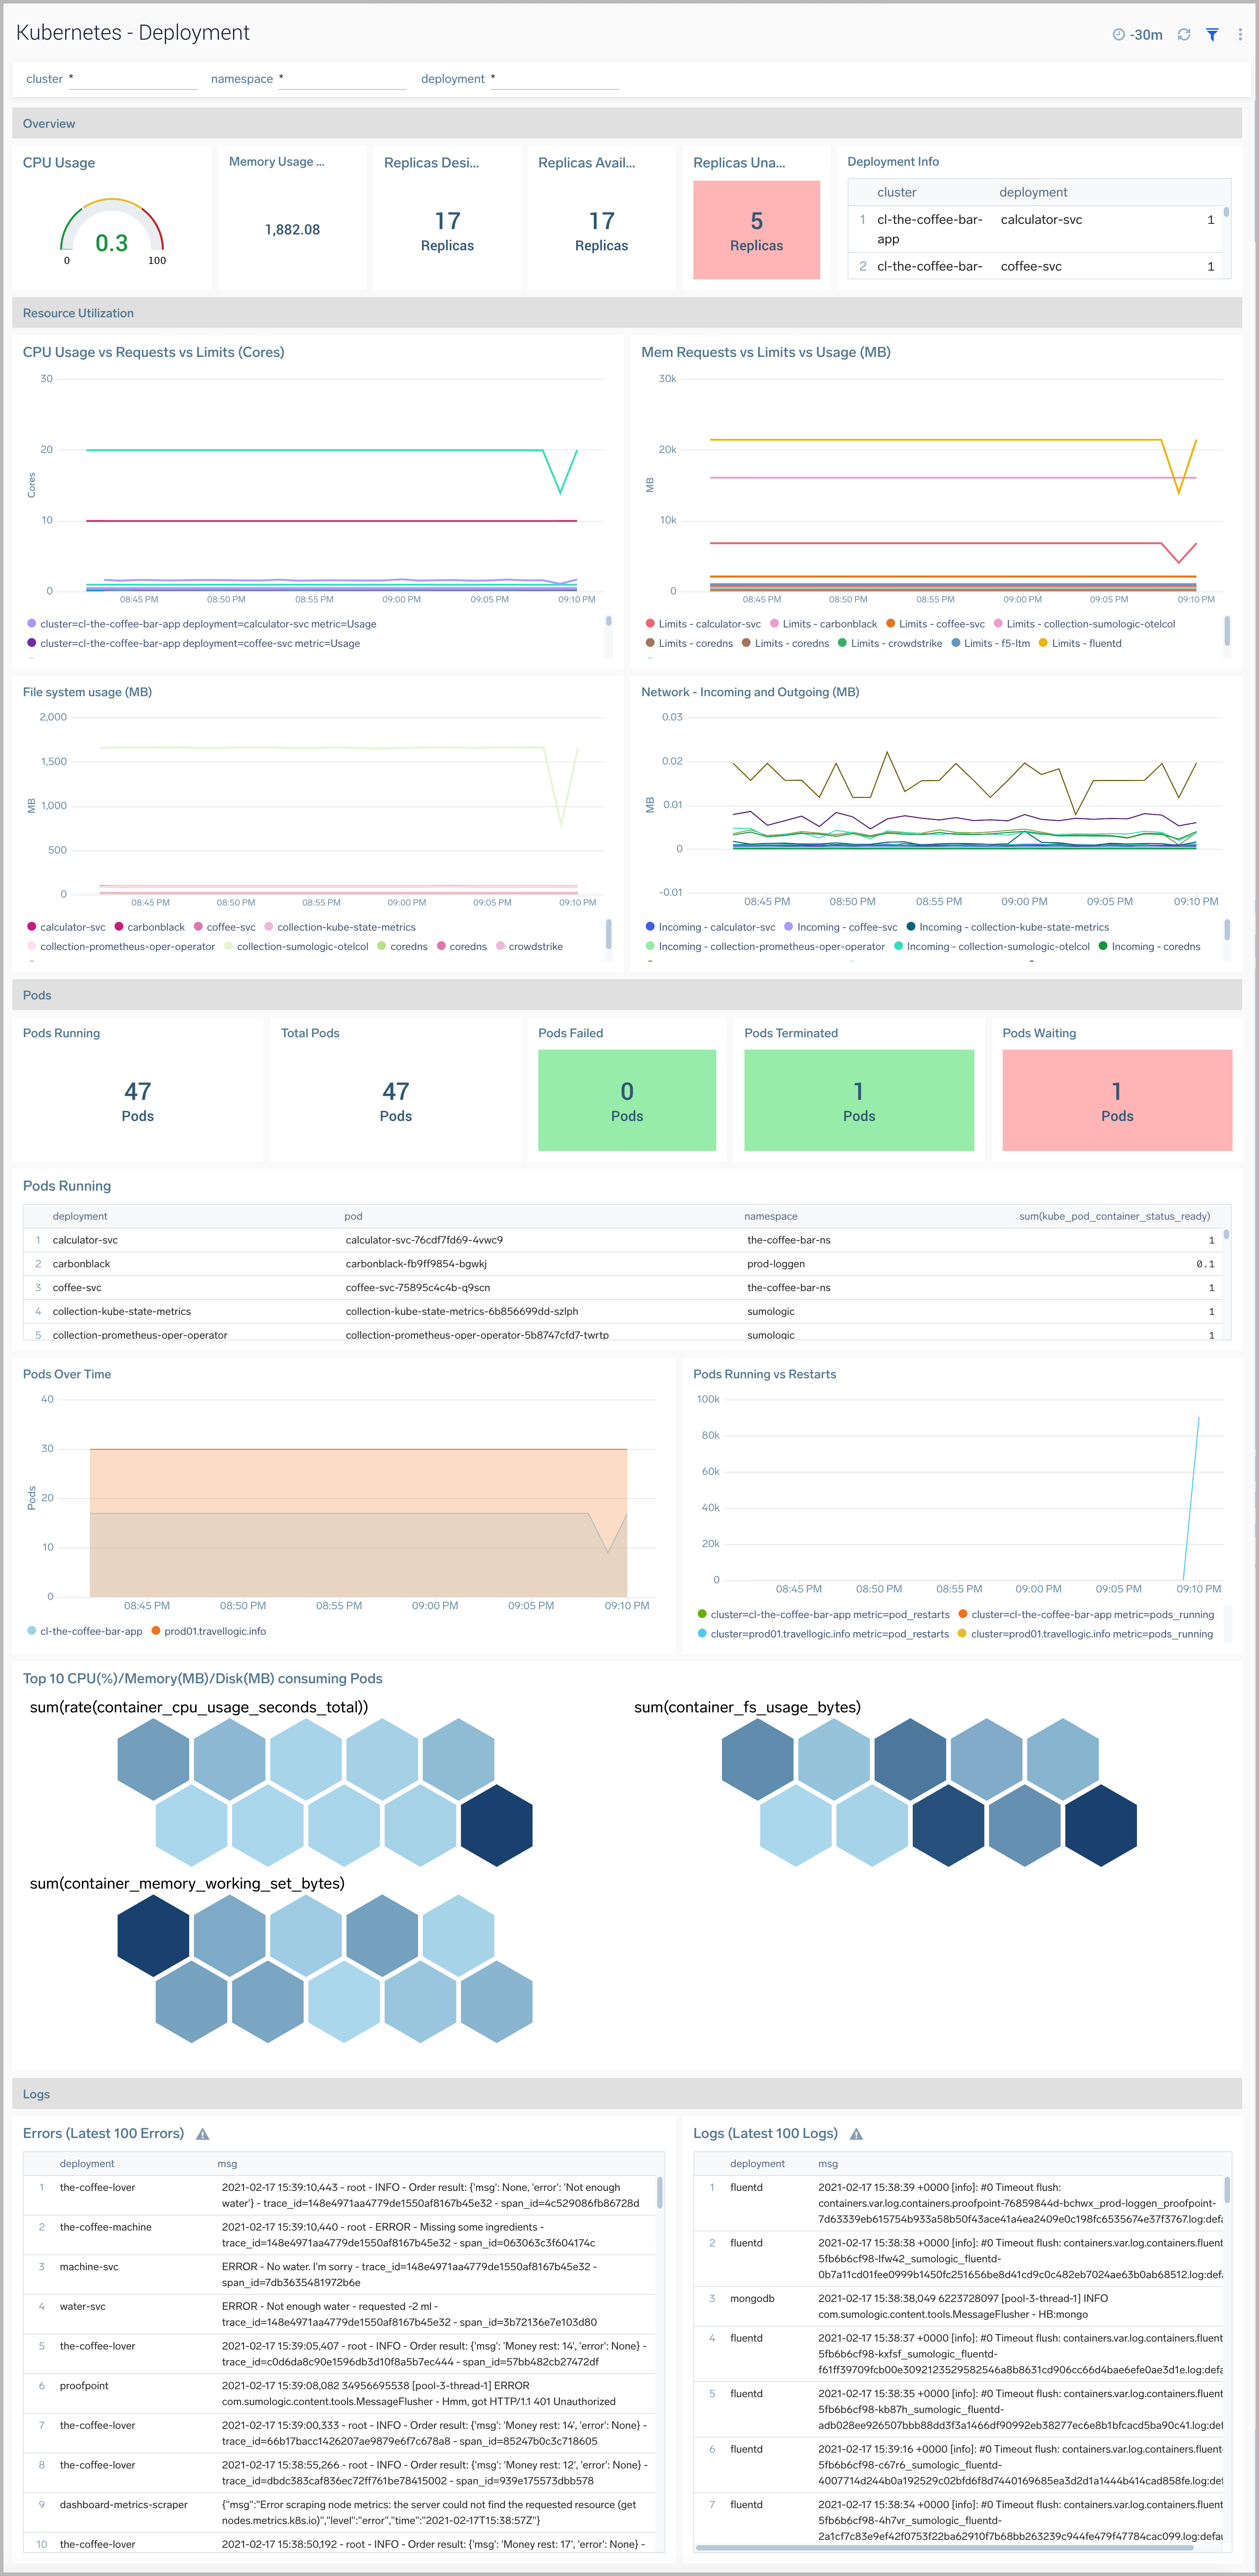 Kubernetes - Deployment
-30m
cluster * namespace * deployment *
Overview
CPU Usage
0.3
0 100
Memory Usage ...
1,882.08
Replicas Desi...
17
Replicas
Replicas Avail...
17
Replicas
Replicas Una...
5
Replicas
Deployment Info
cluster deployment
1 cl-the-coffee-bar- calculator-svc 1
app
2 cl-the-coffee-bar- coffee-svc 1
Resource Utilization
CPU Usage vs Requests vs Limits (Cores)
30
20
10
0
Cores
08:45 PM 08:50 PM 08:55 PM 09:00 PM 09:05 PM 09:10 PM
cluster=cl-the-coffee-bar-app deployment=calculator-svc metric=Usage
cluster=cl-the-coffee-bar-app deployment=coffee-svc metric=Usage
Mem Requests vs Limits vs Usage (MB)
30k
20k
10k
0
MB
08:45 PM 08:50 PM 08:55 PM 09:00 PM 09:05 PM 09:10 PM
Limits - calculator-svc Limits - carbonblack Limits - coffee-svc Limits - collection-sumologic-otelcol
Limits - coredns Limits - coredns Limits - crowdstrike Limits - f5-ltm Limits - fluentd
File system usage (MB)
2,000
1,500
1,000
500
0
MB
08:45 PM 08:50 PM 08:55 PM 09:00 PM 09:05 PM 09:10 PM
calculator-svc carbonblack coffee-svc collection-kube-state-metrics
collection-prometheus-oper-operator collection-sumologic-otelcol coredns coredns crowdstrike
Network - Incoming and Outgoing (MB)
0.03
0.02
0.01
0
-0.01
MB
08:45 PM 08:50 PM 08:55 PM 09:00 PM 09:05 PM 09:10 PM
Incoming - calculator-svc Incoming - coffee-svc Incoming - collection-kube-state-metrics
Incoming - collection-prometheus-oper-operator Incoming - collection-sumologic-otelcol Incoming - coredns
Pods
Pods Running
47
Pods
Total Pods
47
Pods
Pods Failed
0
Pods
Pods Terminated
1
Pods
Pods Waiting
1
Pods
Pods Running
deployment pod namespace sum(kube_pod_container_status_ready)
1 calculator-svc calculator-svc-76cdf7fd69-4vwc9 the-coffee-bar-ns 1
2 carbonblack carbonblack-fb9ff9854-bgwkj prod-loggen 0.1
3 coffee-svc coffee-svc-75895c4c4b-q9scn the-coffee-bar-ns 1
4 collection-kube-state-metrics collection-kube-state-metrics-6b856699dd-szlph sumologic 1
5 collection-prometheus-oper-operator collection-prometheus-oper-operator-5b8747cfd7-twrtp sumologic 1
Pods Over Time
40
30
20
10
0
Pods
08:45 PM 08:50 PM 08:55 PM 09:00 PM 09:05 PM 09:10 PM
cl-the-coffee-bar-app prod01.travellogic.info
Pods Running vs Restarts
100k
80k
60k
40k
20k
0
08:45 PM 08:50 PM 08:55 PM 09:00 PM 09:05 PM 09:10 PM
cluster=cl-the-coffee-bar-app metric=pod_restarts cluster=cl-the-coffee-bar-app metric=pods_running
cluster=prod01.travellogic.info metric=pod_restarts cluster=prod01.travellogic.info metric=pods_running
Top 10 CPU(%)/Memory(MB)/Disk(MB) consuming Pods
sum(rate(container_cpu_usage_seconds_total))
sum(container_fs_usage_bytes)
sum(container_memory_working_set_bytes)
Logs
Errors (Latest 100 Errors)
deployment msg
1 the-coffee-lover 2021-02-17 15:39:10,443 - root - INFO - Order result: {'msg': None, 'error': 'Not enough
water'} - trace_id=148e4971aa4779de1550af8167b45e32 - span_id=4c529086fb86728d
2 the-coffee-machine 2021-02-17 15:39:10,440 - root - ERROR - Missing some ingredients -
trace_id=148e4971aa4779de1550af8167b45e32 - span_id=063063c3f604174c
3 machine-svc ERROR - No water. I'm sorry - trace_id=148e4971aa4779de1550af8167b45e32 -
span_id=7db3635481972b6e
4 water-svc ERROR - Not enough water - requested -2 ml -
trace_id=148e4971aa4779de1550af8167b45e32 - span_id=3b72136e7e103d80
5 the-coffee-lover 2021-02-17 15:39:05,407 - root - INFO - Order result: {'msg': 'Money rest: 14', 'error': None} -
trace_id=c0d6da8c90e1596db3d10f8a5b7ec444 - span_id=57bb482cb27472df
6 proofpoint 2021-02-17 15:39:08,082 34956695538 [pool-3-thread-1] ERROR
com.sumologic.content.tools.MessageFlusher - Hmm, got HTTP/1.1 401 Unauthorized
7 the-coffee-lover 2021-02-17 15:39:00,333 - root - INFO - Order result: {'msg': 'Money rest: 14', 'error': None} -
trace_id=66b17bacc1426207ae9879e6f7c678a8 - span_id=85247b0c3c718605
8 the-coffee-lover 2021-02-17 15:38:55,266 - root - INFO - Order result: {'msg': 'Money rest: 12', 'error': None} -
trace_id=dbdc383caf836ec72ff761be78415002 - span_id=939e175573dbb578
9 dashboard-metrics-scraper {"msg":"Error scraping node metrics: the server could not find the requested resource (get
nodes.metrics.k8s.io)","level":"error","time":"2021-02-17T15:38:57Z"}
10 the-coffee-lover 2021-02-17 15:38:50,192 - root - INFO - Order result: {'msg': 'Money rest: 17', 'error': None} -
Logs (Latest 100 Logs)
deployment msg
1 fluentd 2021-02-17 15:38:39 +0000 [info]: #0 Timeout flush:
containers.var.log.containers.proofpoint-76859844d-bchwx_prod-loggen_proofpoint-
7d63339eb615754b933a58b50f43ace41a4ea2409e0c198fc6535674e37f3767.log:defa
2 fluentd 2021-02-17 15:38:38 +0000 [info]: #0 Timeout flush: containers.var.log.containers.fluent
5fb6b6cf98-lfw42_sumologic_fluentd-
0b7a11cd01fee0999b1450fc251656be8d41cd9c0c482eb7024ae63b0ab68512.log:defa
3 mongodb 2021-02-17 15:38:38,049 6223728097 [pool-3-thread-1] INFO
com.sumologic.content.tools.MessageFlusher - HB:mongo
4 fluentd 2021-02-17 15:38:37 +0000 [info]: #0 Timeout flush: containers.var.log.containers.fluent
5fb6b6cf98-kxfsf_sumologic_fluentd-
f61ff39709fcb00e3092123529582546a8b8631cd906cc66d4bae6efe0ae3d1e.log:defa
5 fluentd 2021-02-17 15:38:35 +0000 [info]: #0 Timeout flush: containers.var.log.containers.fluent
5fb6b6cf98-kb87h_sumologic_fluentd-
adb028ee926507bbb88dd3f3a1466df90992eb38277ec6e8b1bfcacd5ba90c41.log:def
6 fluentd 2021-02-17 15:39:16 +0000 [info]: #0 Timeout flush: containers.var.log.containers.fluent
5fb6b6cf98-c67r6_sumologic_fluentd-
4007714d244b0a192529c02bfd6f8d7440169685ea3d2d1a1444b414cad858fe.log:def
7 fluentd 2021-02-17 15:38:34 +0000 [info]: #0 Timeout flush: containers.var.log.containers.fluent
5fb6b6cf98-4h7vr_sumologic_fluentd-
2a1cf7c83e9ef42f0753f22ba62910f7b68bb263239c944fe479f47784cac099.log:defau